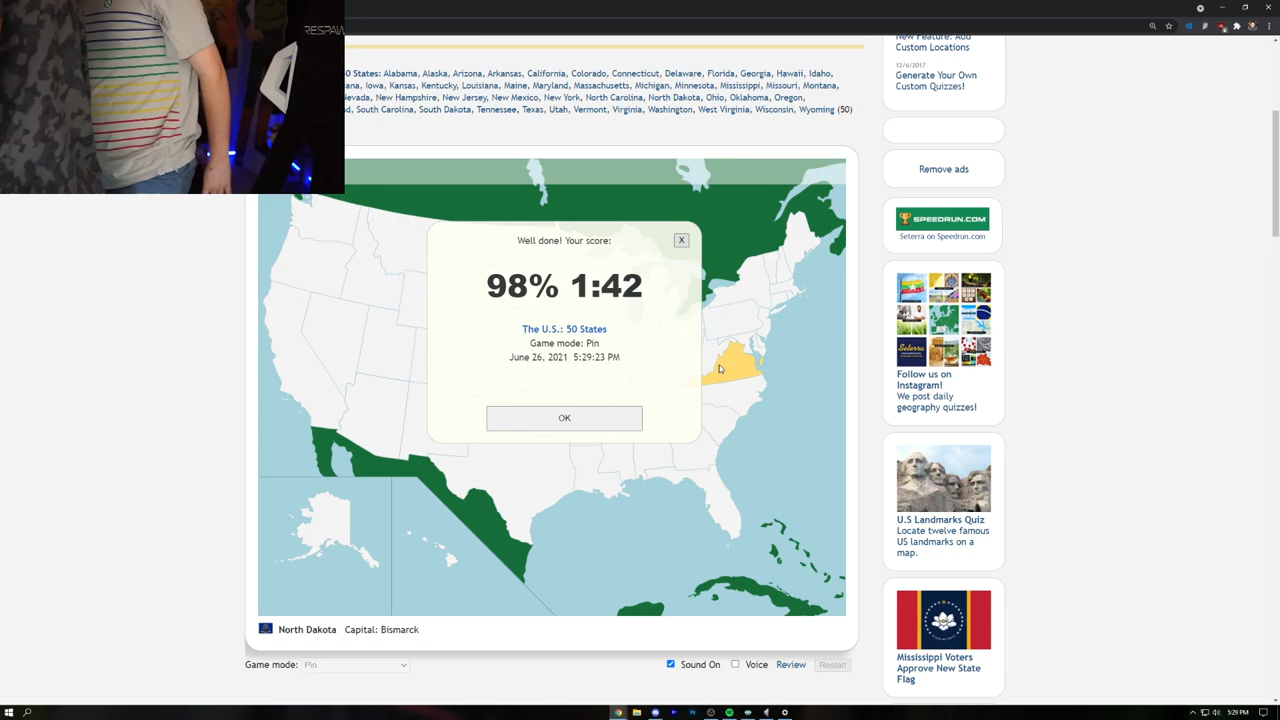 RESPAW
New Feature: Add
Custom Locations
12/6/2017
Generate Your Own
Custom Quizzes!
0 States: Alabama, Alaska, Arizona, Arkansas, California, Colorado, Connecticut, Delaware, Florida, Georgia, Hawaii, Idaho,
ana, Iowa, Kansas, Kentucky, Louisiana, Maine, Maryland, Massachusetts, Michigan, Minnesota, Mississippi, Missouri, Montana,
evada, New Hampshire, New Jersey, New Mexico, New York, North Carolina, North Dakota, Ohio, Oklahoma, Oregon,
d, South Carolina, South Dakota, Tennessee, Texas, Utah, Vermont, Virginia, Washington, West Virginia, Wisconsin, Wyoming (50)
Remove ads
SPEEDRUN.COM
Seterra on Speedrun.com
Well done! Your score:
X
98% 1:42
The U.S.: 50 States
Game mode: Pin
June 26, 2021 5:29:23 PM
OK
Seterra
Follow us on
Instagram!
We post daily
geography quizzes!
U.S Landmarks Quiz
Locate twelve famous
US landmarks on a
map.
Mississippi Voters
Approve New State
Flag
North Dakota Capital: Bismarck
Game mode: Pin
Sound On Voice Review Restart
5:29 PM